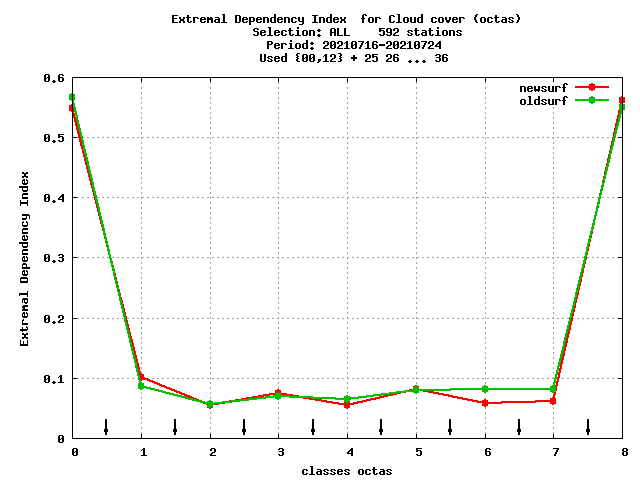 Extremal Dependency Index  for Cloud cover (octas)
Selection: ALL    592 stations
Period: 20210716-20210724
Used {00,12} + 25 26 ... 36
newsurf
oldsurf
Extremal Dependency Index
0.6
0.5
0.4
0.3
0.2
0.1
0
0 1 2 3 4 5 6 7 8
classes octas